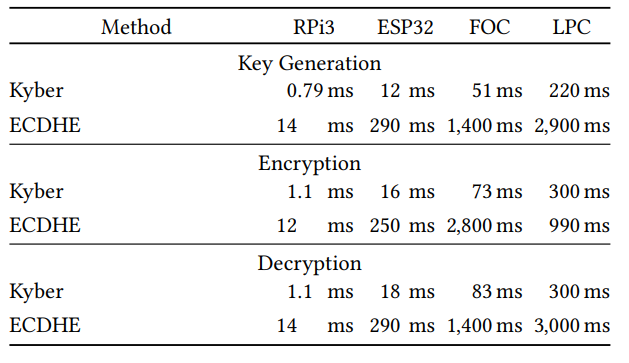 Method RPi3 ESP32 FOC LPC
Key Generation
Kyber 0.79 ms 12 ms 51 ms 220 ms
ECDHE 14 ms 290 ms 1,400 ms 2,900 ms
Encryption
Kyber 1.1 ms 16 ms 73 ms 300 ms
ECDHE 12 ms 250 ms 2,800 ms 990 ms
Decryption
Kyber 1.1 ms 18 ms 83 ms 300 ms
ECDHE 14 ms 290 ms 1,400 ms 3,000 ms